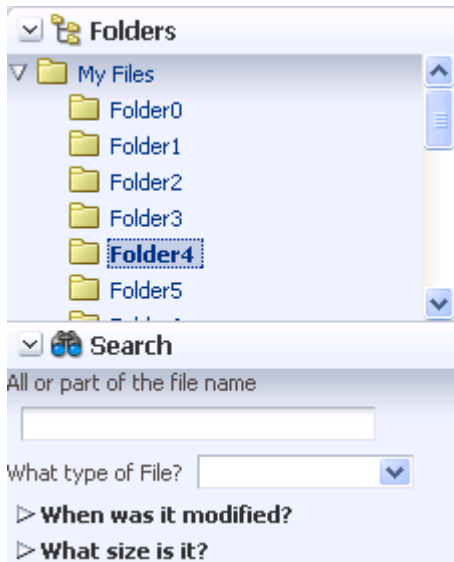 Folders
My Files
Folder0
Folder1
Folder2
Folder3
Folder4
Folder5
Search
All or part of the file name
What type of File?
When was it modified?
What size is it?